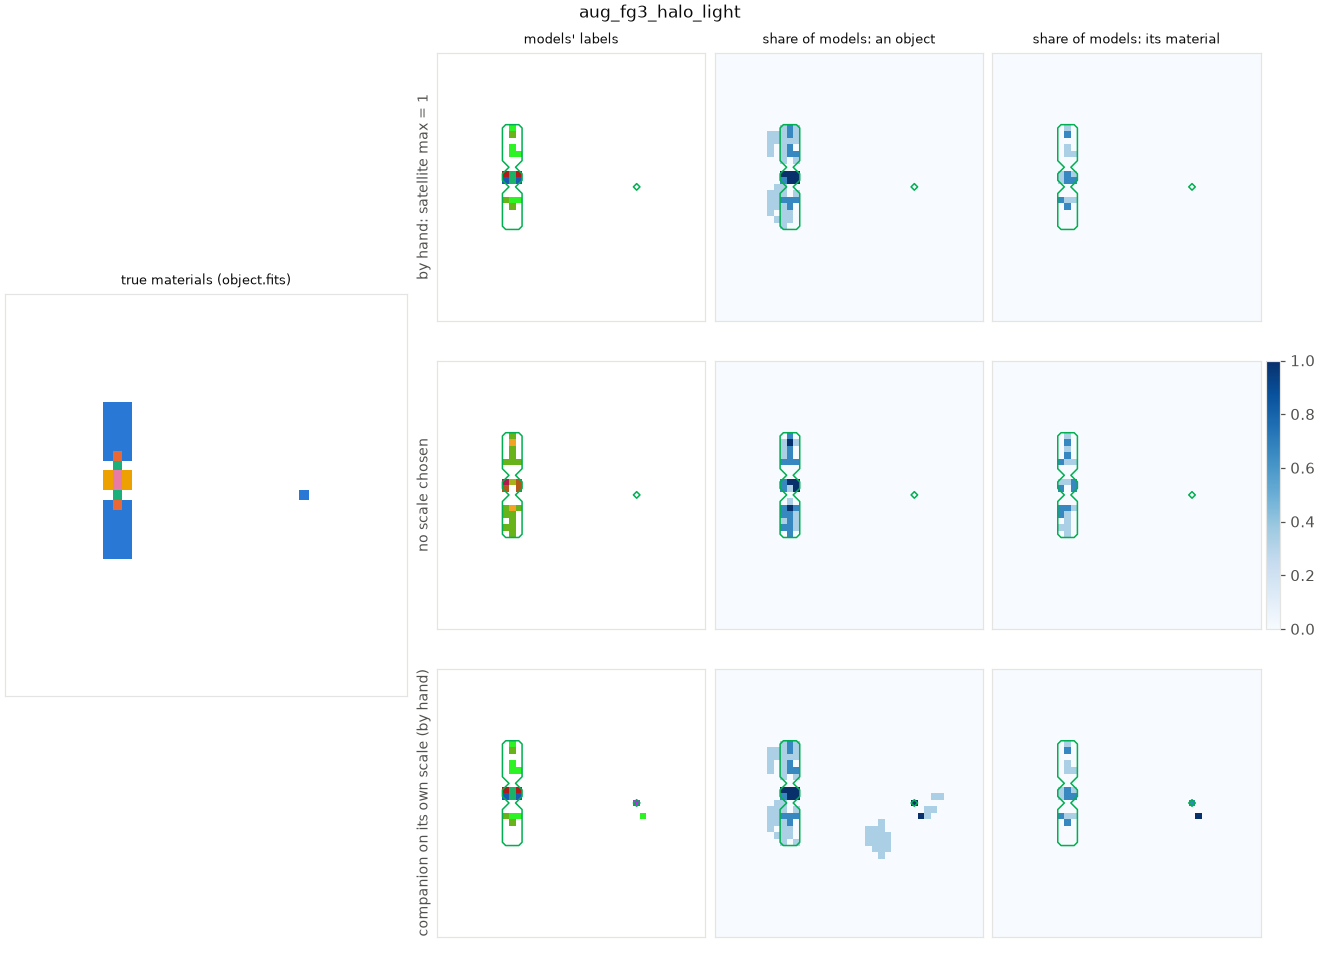 aug_fg3_halo_light
models' labels
share of models: an object
share of models: its material
by hand: satellite max = 1
true materials (object.fits)
no scale chosen
1.0
0.8
0.6
0.4
0.2
0.0
companion on its own scale (by hand)